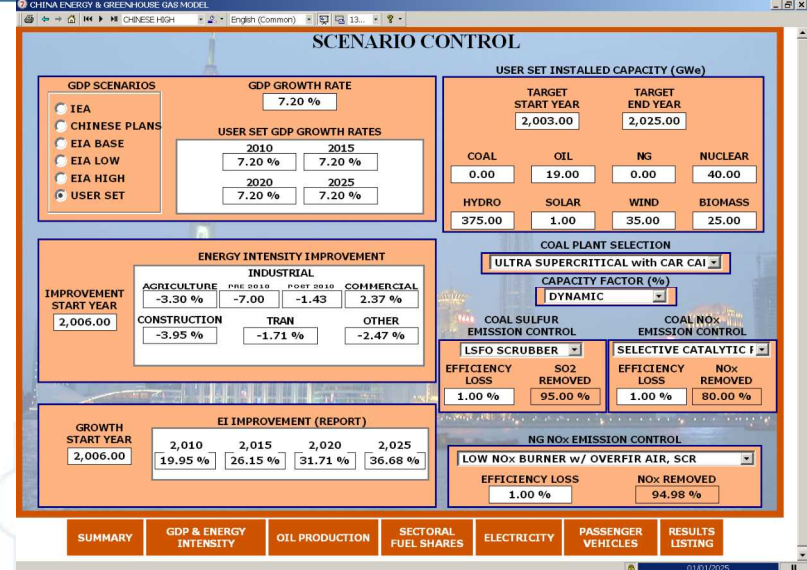 CHINA ENERGY & GREENHOUSE GAS MODEL
CHINESE HIGH English (Common) 13...
SCENARIO CONTROL
GDP SCENARIOS
IEA
CHINESE PLANS
EIA BASE
EIA LOW
EIA HIGH
USER SET
GDP GROWTH RATE
7.20 %
USER SET GDP GROWTH RATES
2010 2015
7.20 % 7.20 %
2020 2025
7.20 % 7.20 %
USER SET INSTALLED CAPACITY (GWe)
TARGET TARGET
START YEAR END YEAR
2,003.00 2,025.00
COAL OIL NG NUCLEAR
0.00 19.00 0.00 40.00
HYDRO SOLAR WIND BIOMASS
375.00 1.00 35.00 25.00
ENERGY INTENSITY IMPROVEMENT
INDUSTRIAL
AGRICULTURE PRE 2010 POST 2010 COMMERCIAL
-3.30 % -7.00 -1.43 2.37 %
IMPROVEMENT
START YEAR
2,006.00
CONSTRUCTION TRAN OTHER
-3.95 % -1.71 % -2.47 %
COAL PLANT SELECTION
ULTRA SUPERCRITICAL with CAR CAI
CAPACITY FACTOR (%)
DYNAMIC
COAL SULFUR
EMISSION CONTROL
LSFO SCRUBBER
EFFICIENCY SO2
LOSS REMOVED
1.00 % 95.00 %
COAL NOx
EMISSION CONTROL
SELECTIVE CATALYTIC F
EFFICIENCY NOx
LOSS REMOVED
1.00 % 80.00 %
GROWTH
START YEAR
2,006.00
EI IMPROVEMENT (REPORT)
2,010 2,015 2,020 2,025
19.95 % 26.15 % 31.71 % 36.68 %
NG NOx EMISSION CONTROL
LOW NOx BURNER w/ OVERFIR AIR, SCR
EFFICIENCY LOSS NOx REMOVED
1.00 % 94.98 %
SUMMARY
GDP & ENERGY
INTENSITY
OIL PRODUCTION
SECTORAL
FUEL SHARES
ELECTRICITY
PASSENGER
VEHICLES
RESULTS
LISTING
01/01/2025